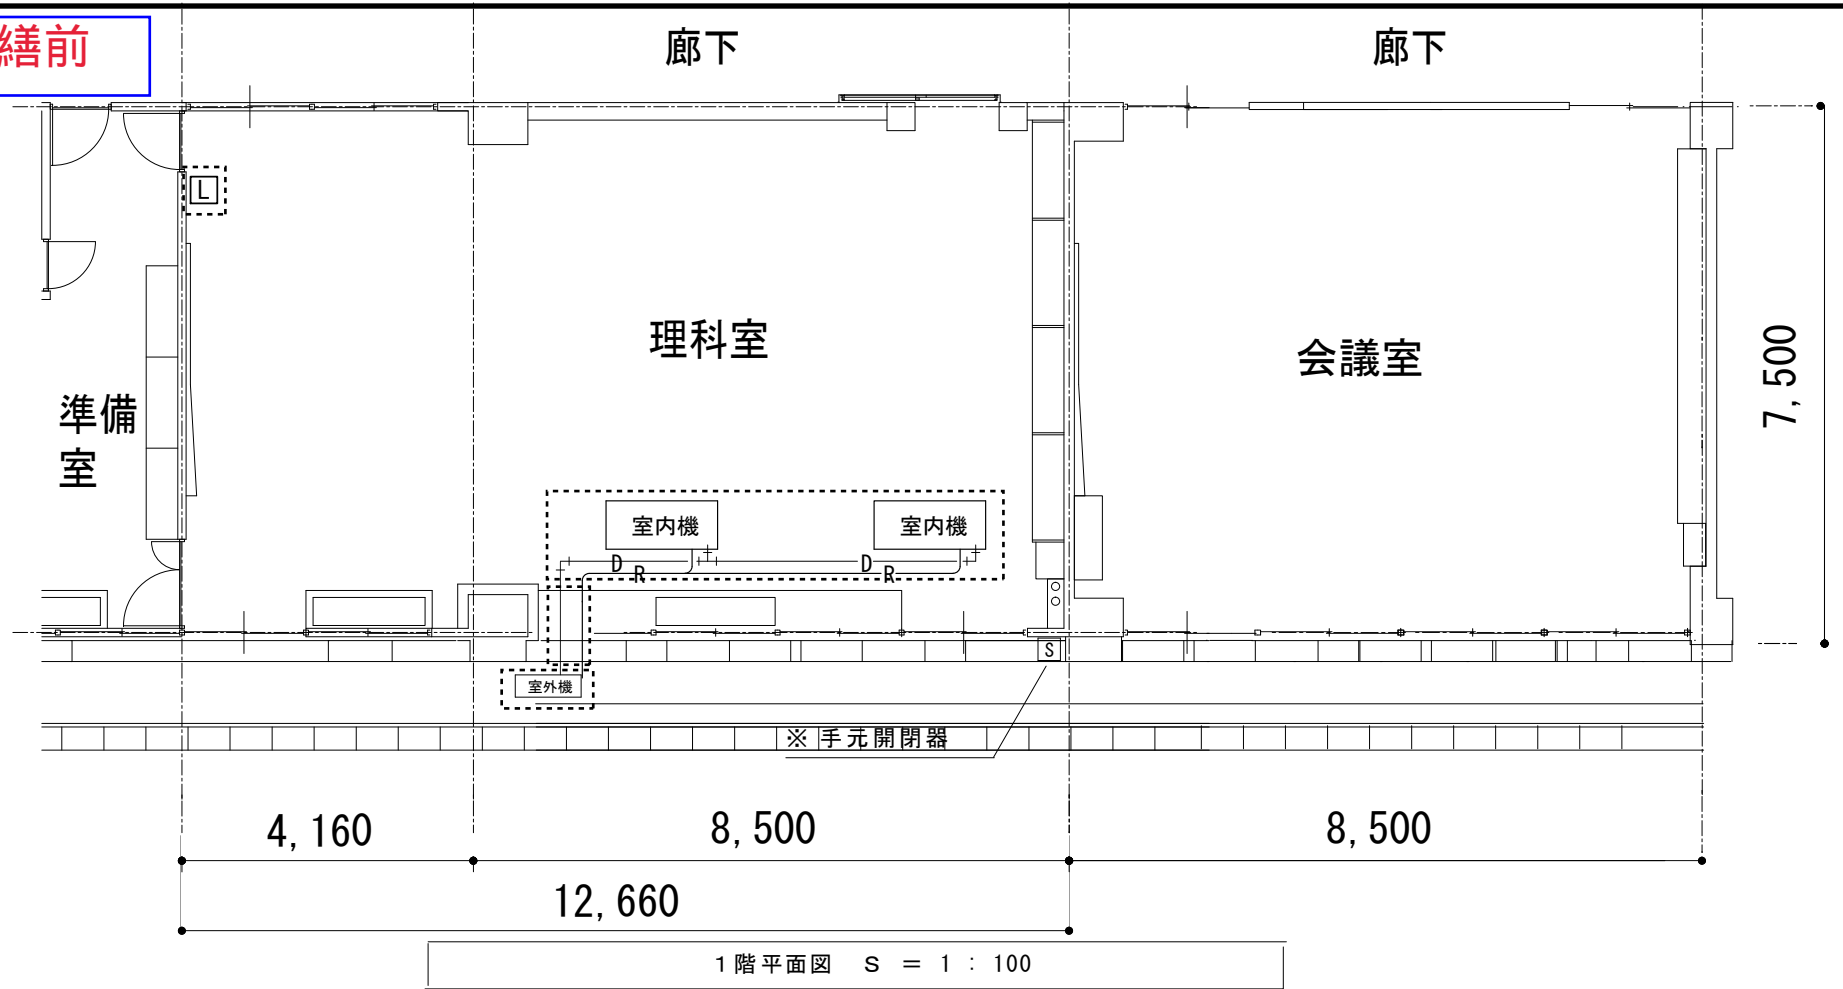 繕前
廊下
廊下
L
理科室
会議室
7,500
準備
室
室内機
室内機
D
R
D
R
S
室外機
※ 手元開閉器
4,160
8,500
8,500
12,660
1階平面図 S = 1 : 100